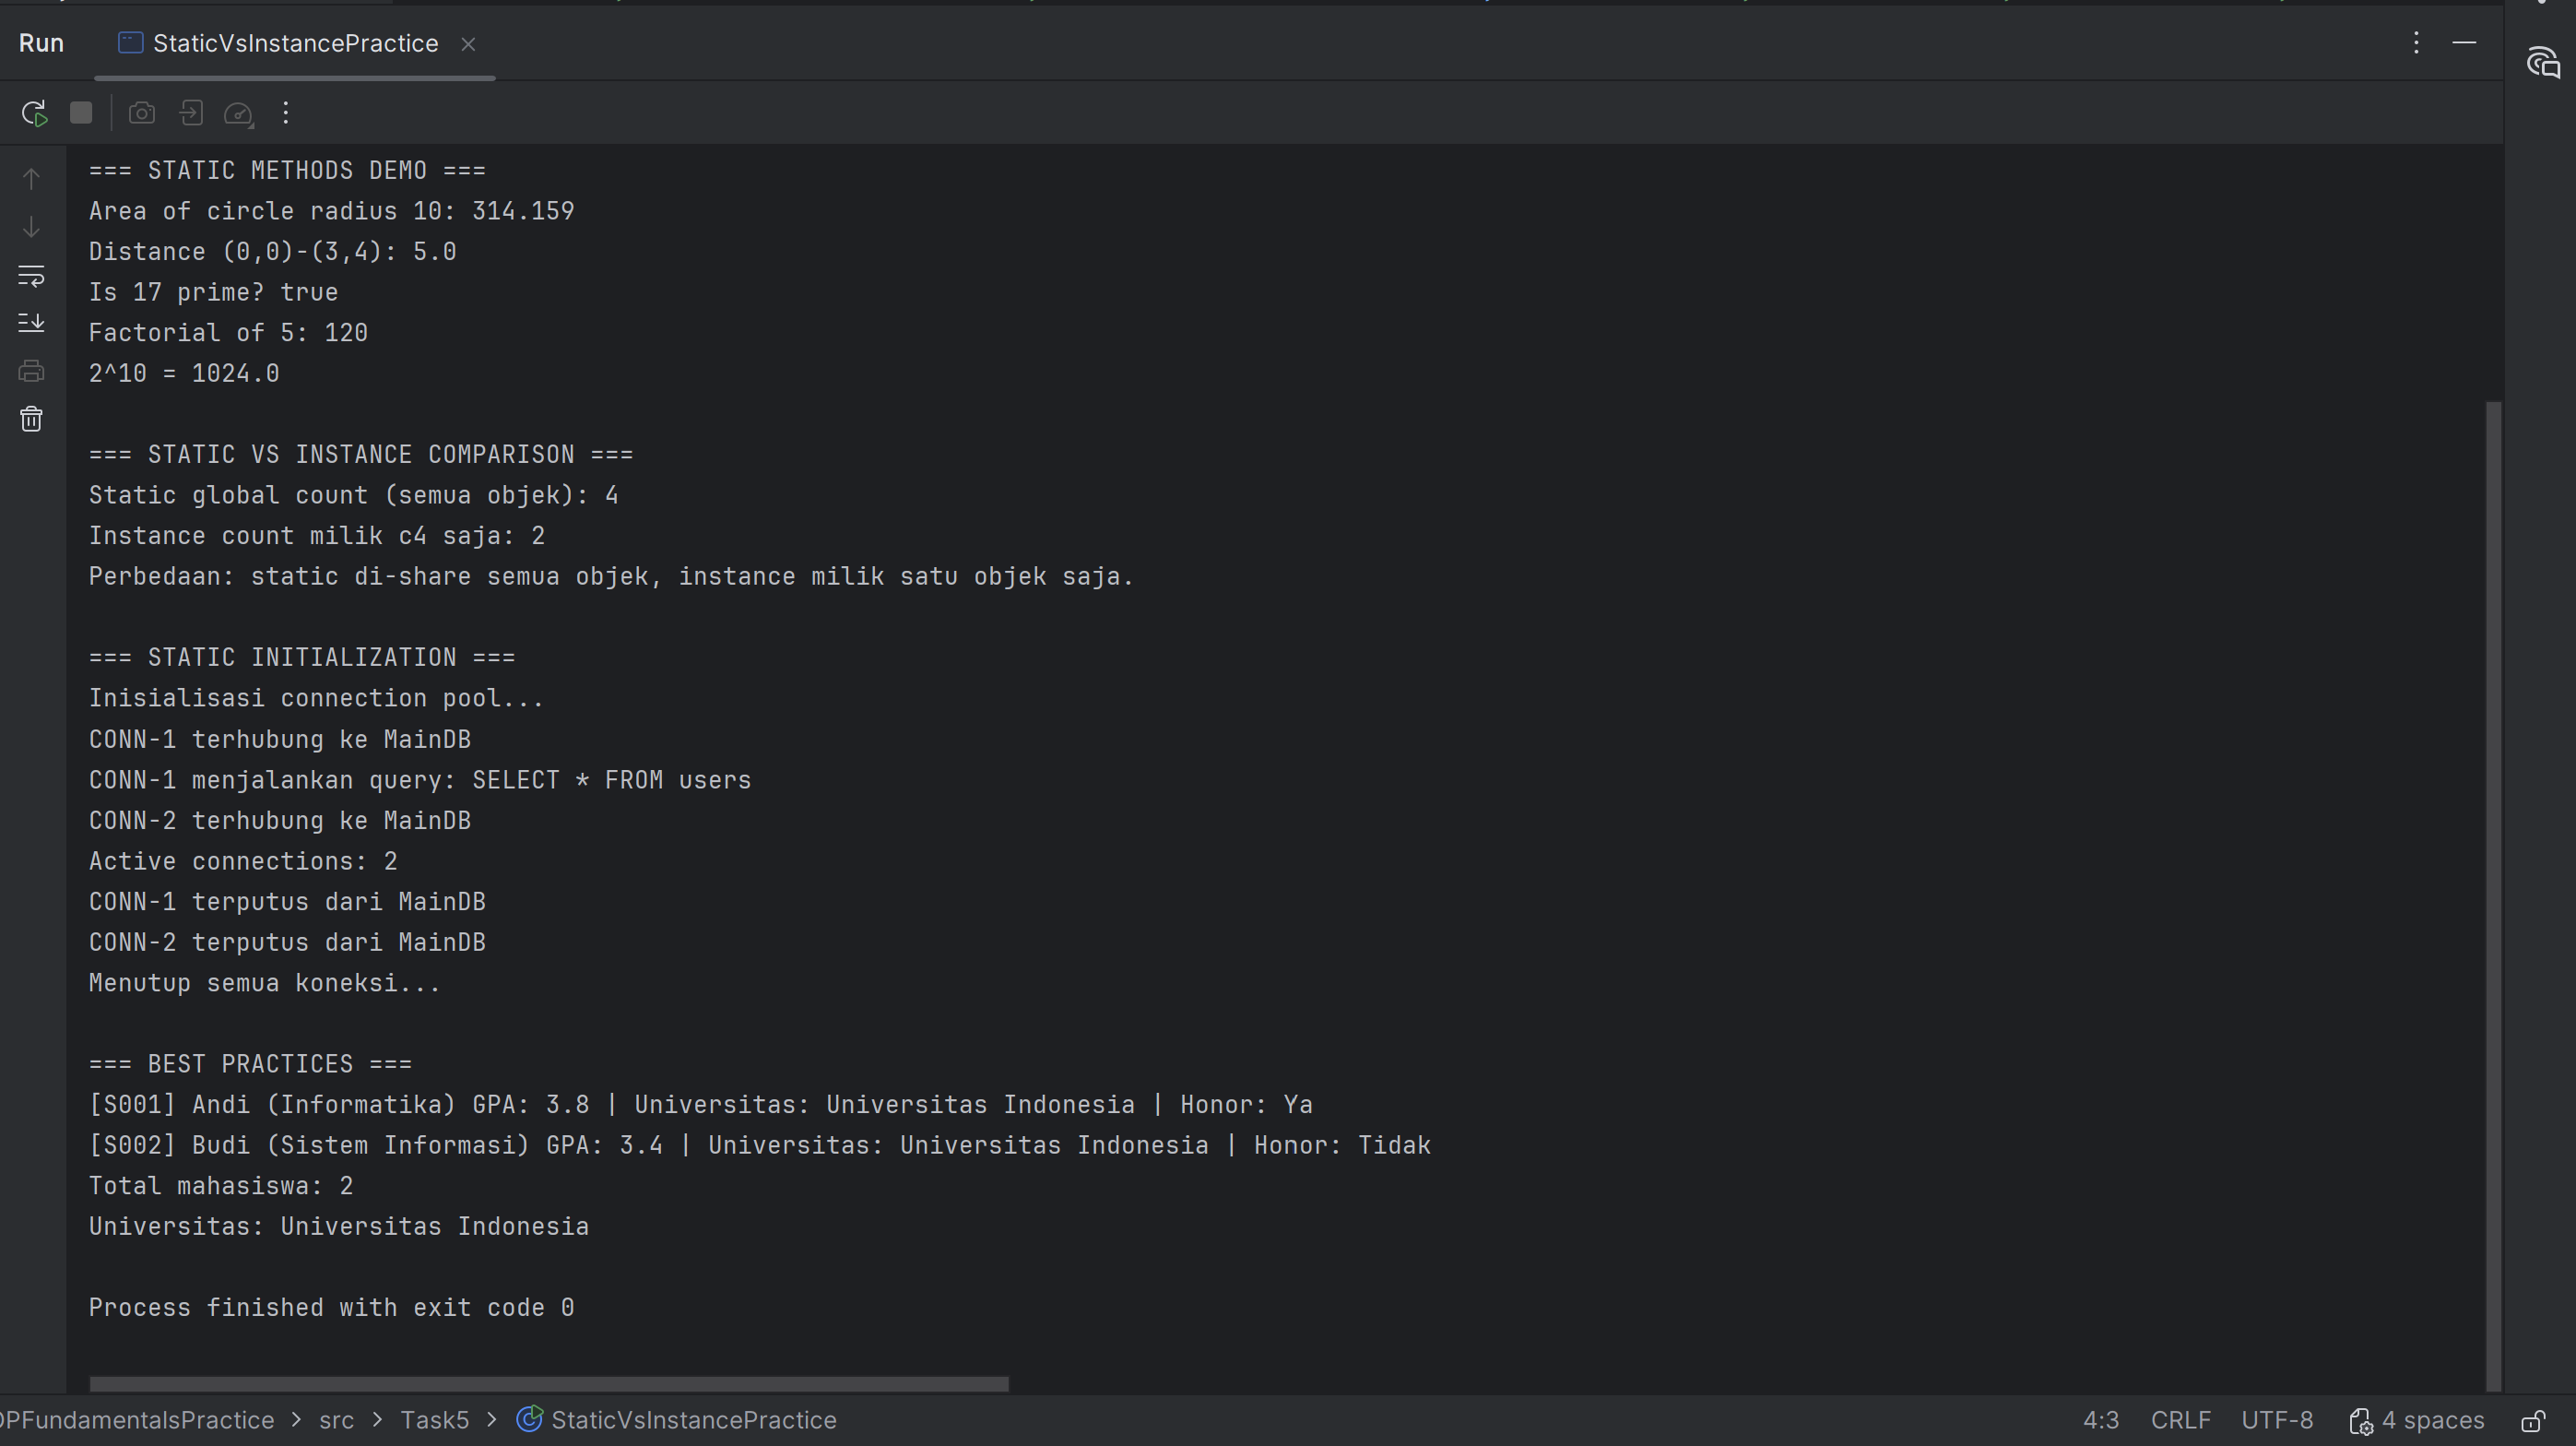 Run StaticVsInstancePractice
=== STATIC METHODS DEMO ===
Area of circle radius 10: 314.159
Distance (0,0)-(3,4): 5.0
Is 17 prime? true
Factorial of 5: 120
2^10 = 1024.0
=== STATIC VS INSTANCE COMPARISON ===
Static global count (semua objek): 4
Instance count milik c4 saja: 2
Perbedaan: static di-share semua objek, instance milik satu objek saja.
=== STATIC INITIALIZATION ===
Inisialisasi connection pool...
CONN-1 terhubung ke MainDB
CONN-1 menjalankan query: SELECT * FROM users
CONN-2 terhubung ke MainDB
Active connections: 2
CONN-1 terputus dari MainDB
CONN-2 terputus dari MainDB
Menutup semua koneksi...
=== BEST PRACTICES ===
[S001] Andi (Informatika) GPA: 3.8 | Universitas: Universitas Indonesia | Honor: Ya
[S002] Budi (Sistem Informasi) GPA: 3.4 | Universitas: Universitas Indonesia | Honor: Tidak
Total mahasiswa: 2
Universitas: Universitas Indonesia
Process finished with exit code 0
PFundamentalsPractice > src > Task5 > StaticVsInstancePractice 4:3 CRLF UTF-8 4 spaces